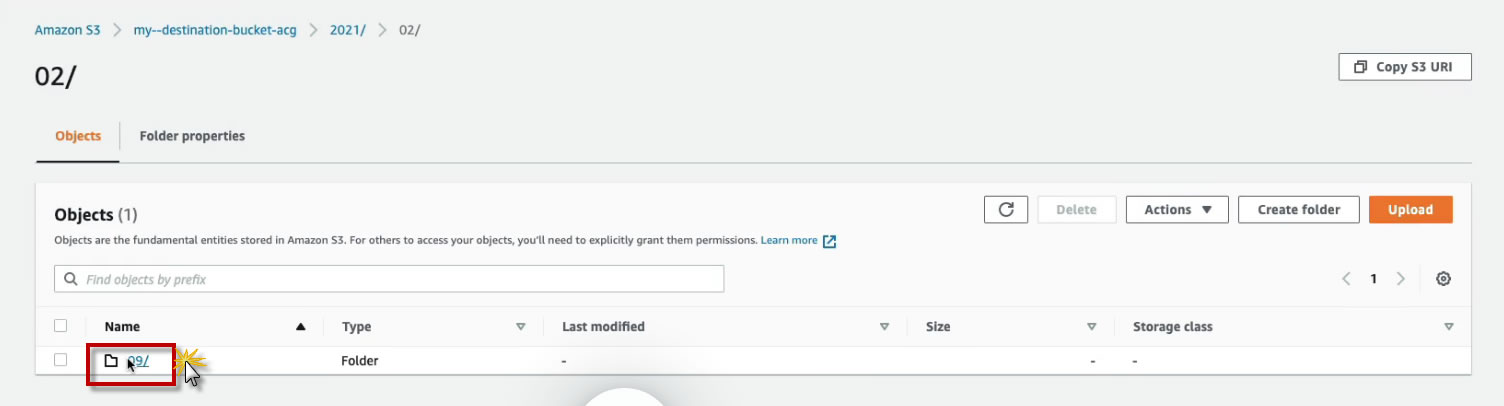 Amazon S3 > my--destination-bucket-acg > 2021/ > 02/
02/
Copy S3 URI
Objects
Folder properties
Objects (1)
Delete
Actions
Create folder
Upload
Objects are the fundamental entities stored in Amazon S3. For others to access your objects, you'll need to explicitly grant them permissions. Learn more
Find objects by prefix
1
Name Type Last modified Size Storage class
09/ Folder - - -